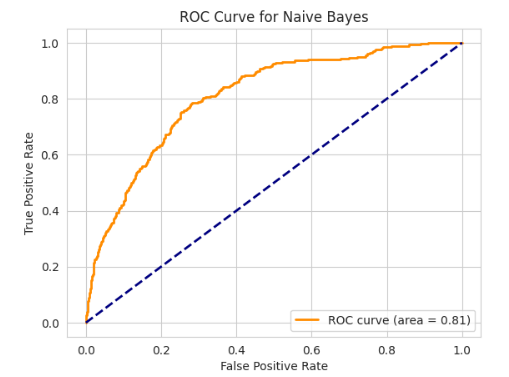 ROC Curve for Naive Bayes
True Positive Rate
1.0
0.8
0.6
0.4
0.2
0.0
ROC curve (area = 0.81)
0.0 0.2 0.4 0.6 0.8 1.0
False Positive Rate